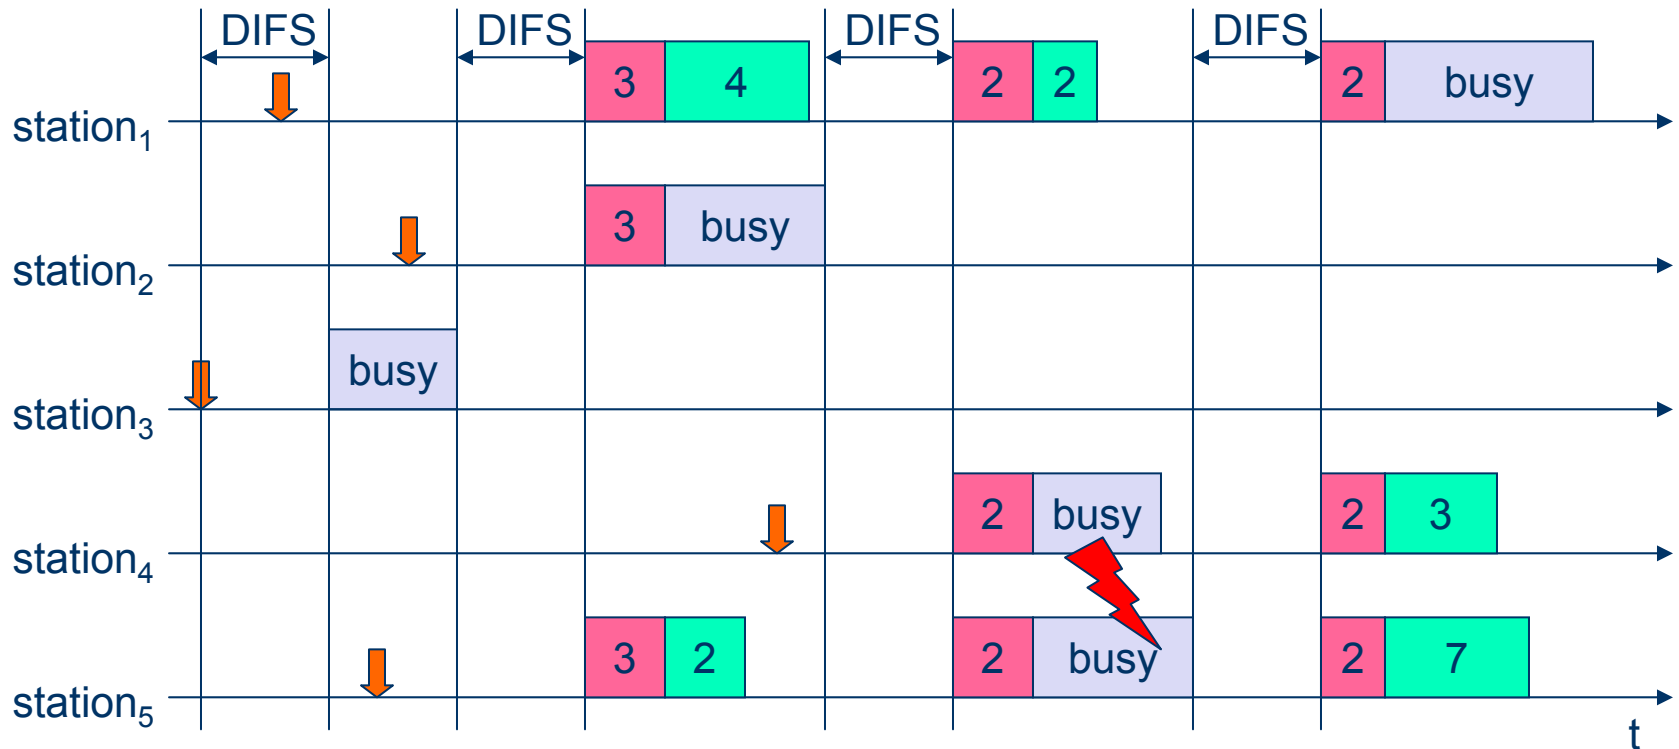 DIFS DIFS DIFS DIFS
station1 3 4 2 2 2 busy
station2 3 busy
station3 busy
station4 2 busy 2 3
station5 3 2 2 busy 2 7
t